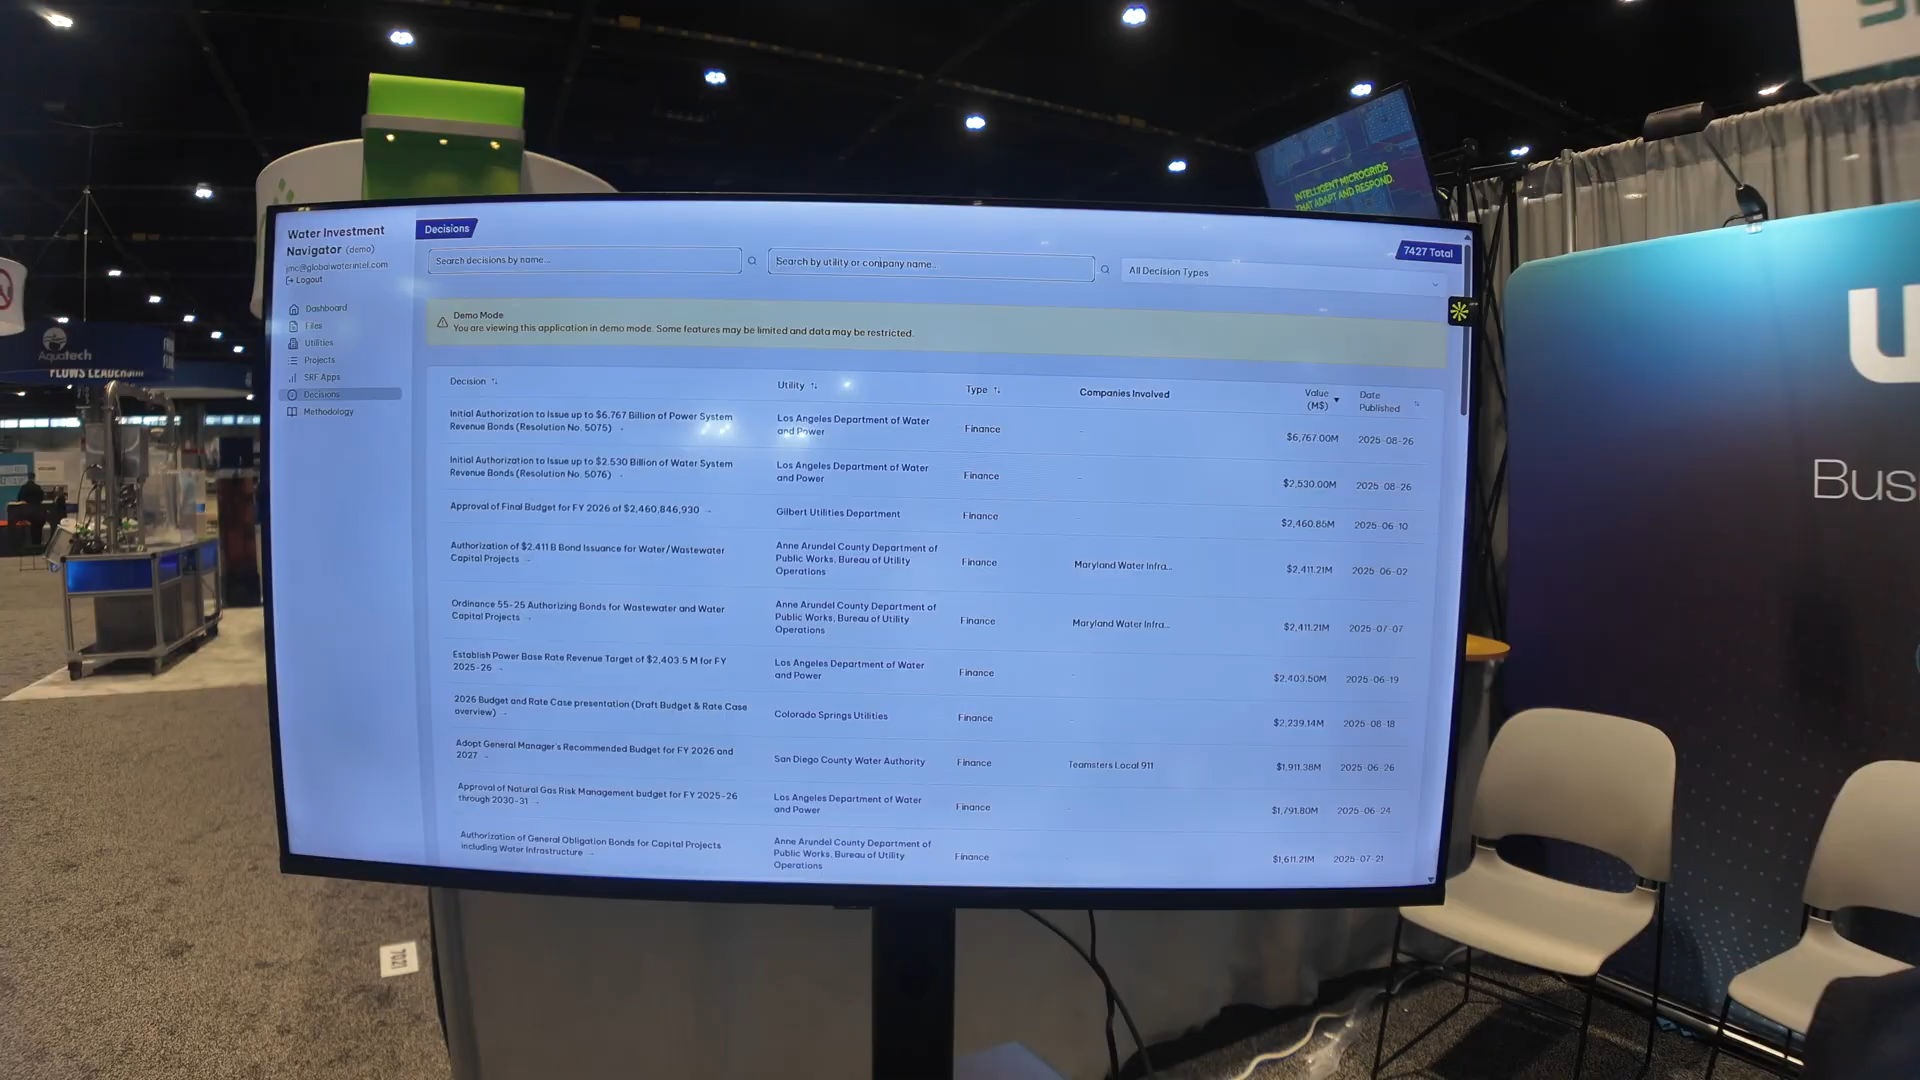 INTELLIGENT MICROGRIDS
THAT ADAPT AND RESPOND.
Aquatech
Water Investment
Navigator (demo)
jmc@globalwaterintel.com
Logout
Dashboard
Files
Utilities
Projects
SRF Apps
Decisions
Methodology
Decisions
7427 Total
Search decisions by name...
Search by utility or company name...
All Decision Types
Demo Mode
You are viewing this application in demo mode. Some features may be limited and data may be restricted.
Decision Utility Type Companies Involved Value (M$) Date Published
Initial Authorization to Issue up to $6.767 Billion of Power System
Revenue Bonds (Resolution No. 5075) →
Los Angeles Department of Water
and Power
Finance
-
$6,767.00M
2025-08-26
Initial Authorization to Issue up to $2.530 Billion of Water System
Revenue Bonds (Resolution No. 5076) →
Los Angeles Department of Water
and Power
Finance
-
$2,530.00M
2025-08-26
Approval of Final Budget for FY 2026 of $2,460,846,930 →
Gilbert Utilities Department
Finance
$2,460.85M
2025-06-10
Authorization of $2.411 B Bond Issuance for Water/Wastewater
Capital Projects →
Anne Arundel County Department of
Public Works, Bureau of Utility
Operations
Finance
Maryland Water Infra...
$2,411.21M
2025-06-02
Ordinance 55-25 Authorizing Bonds for Wastewater and Water
Capital Projects →
Anne Arundel County Department of
Public Works, Bureau of Utility
Operations
Finance
Maryland Water Infra...
$2,411.21M
2025-07-07
Establish Power Base Rate Revenue Target of $2,403.5 M for FY
2025-26 →
Los Angeles Department of Water
and Power
Finance
-
$2,403.50M
2025-06-19
2026 Budget and Rate Case presentation (Draft Budget & Rate Case
overview) →
Colorado Springs Utilities
Finance
-
$2,239.14M
2025-08-18
Adopt General Manager's Recommended Budget for FY 2026 and
2027 →
San Diego County Water Authority
Finance
Teamsters Local 911
$1,911.38M
2025-06-26
Approval of Natural Gas Risk Management budget for FY 2025-26
through 2030-31 →
Los Angeles Department of Water
and Power
Finance
-
$1,791.80M
2025-06-24
Authorization of General Obligation Bonds for Capital Projects
including Water Infrastructure →
Anne Arundel County Department of
Public Works, Bureau of Utility
Operations
Finance
$1,611.21M
2025-07-21
Bus
7021